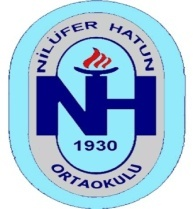 NİLÜFER HATUN
NH
1930
ORTAOKULU